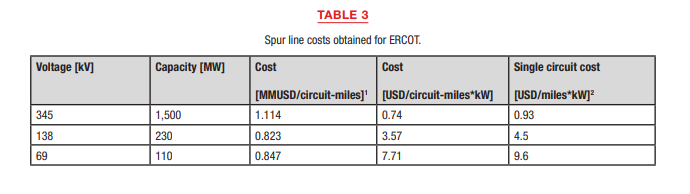 TABLE 3
Spur line costs obtained for ERCOT.
Voltage [kV] Capacity [MW] Cost Cost Single circuit cost
[MMUSD/circuit-miles]¹ [USD/circuit-miles*kW] [USD/miles*kW]²
345 1,500 1.114 0.74 0.93
138 230 0.823 3.57 4.5
69 110 0.847 7.71 9.6